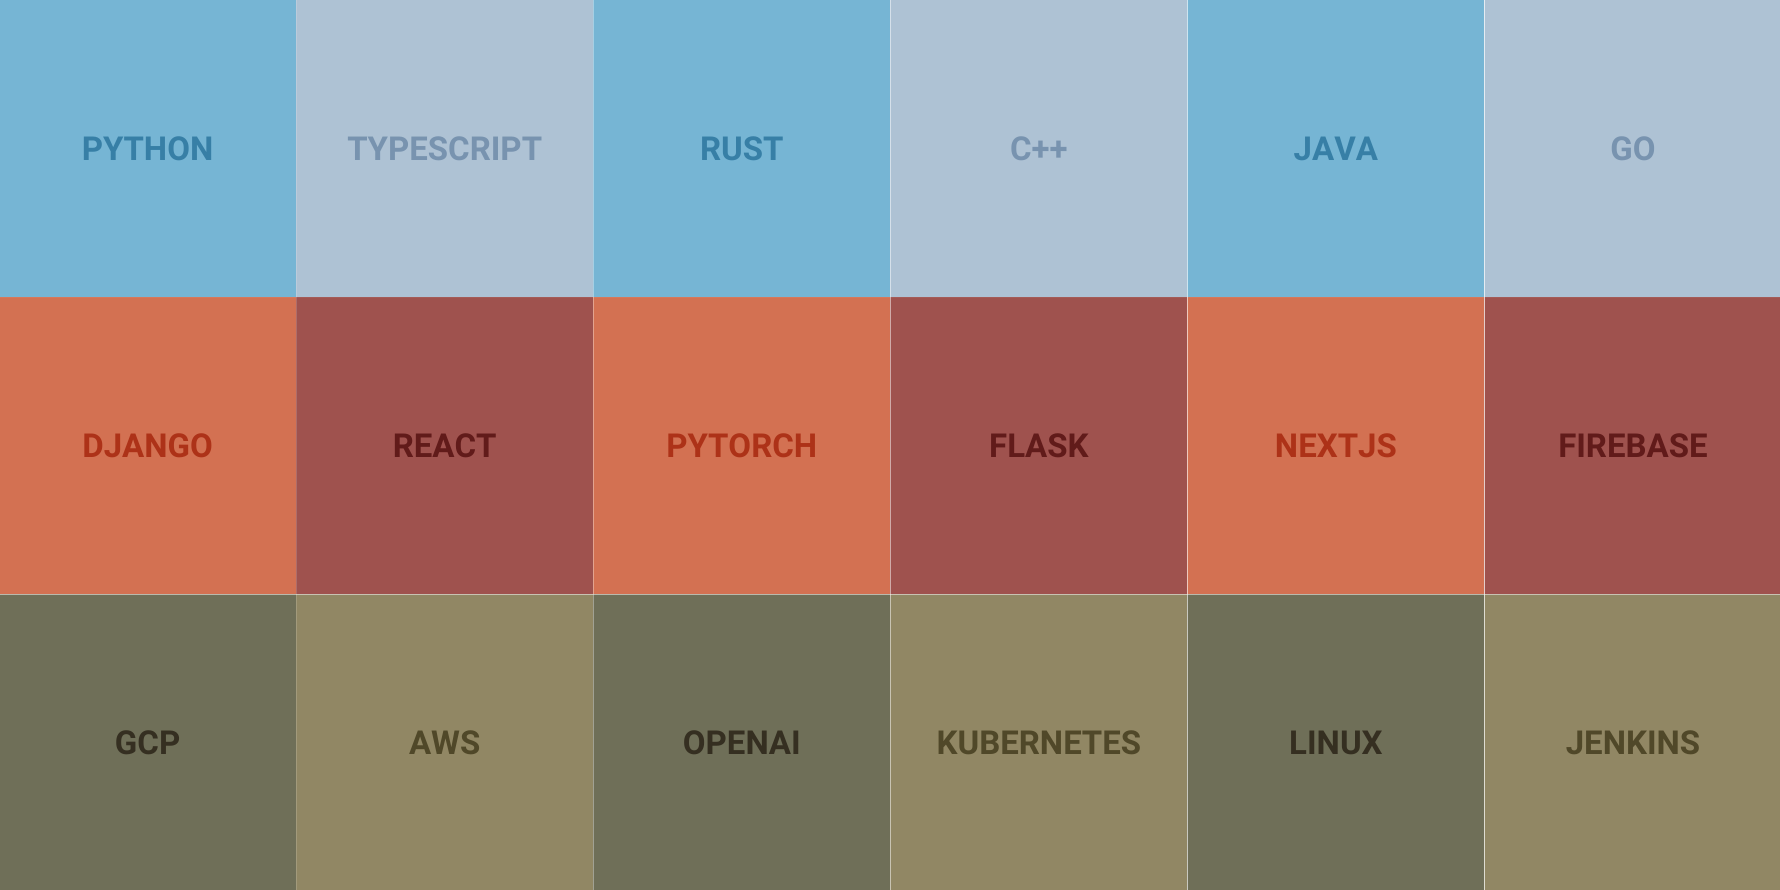 PYTHON
TYPESCRIPT
RUST
C++
JAVA
GO
DJANGO
REACT
PYTORCH
FLASK
NEXTJS
FIREBASE
GCP
AWS
OPENAI
KUBERNETES
LINUX
JENKINS